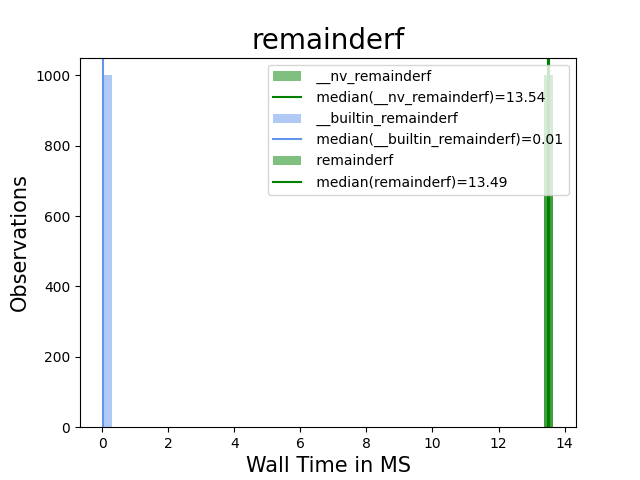 remainderf
1000
800
600
400
200
0
Observations
__nv_remainderf
median(__nv_remainderf)=13.54
__builtin_remainderf
median(__builtin_remainderf)=0.01
remainderf
median(remainderf)=13.49
0 2 4 6 8 10 12 14
Wall Time in MS